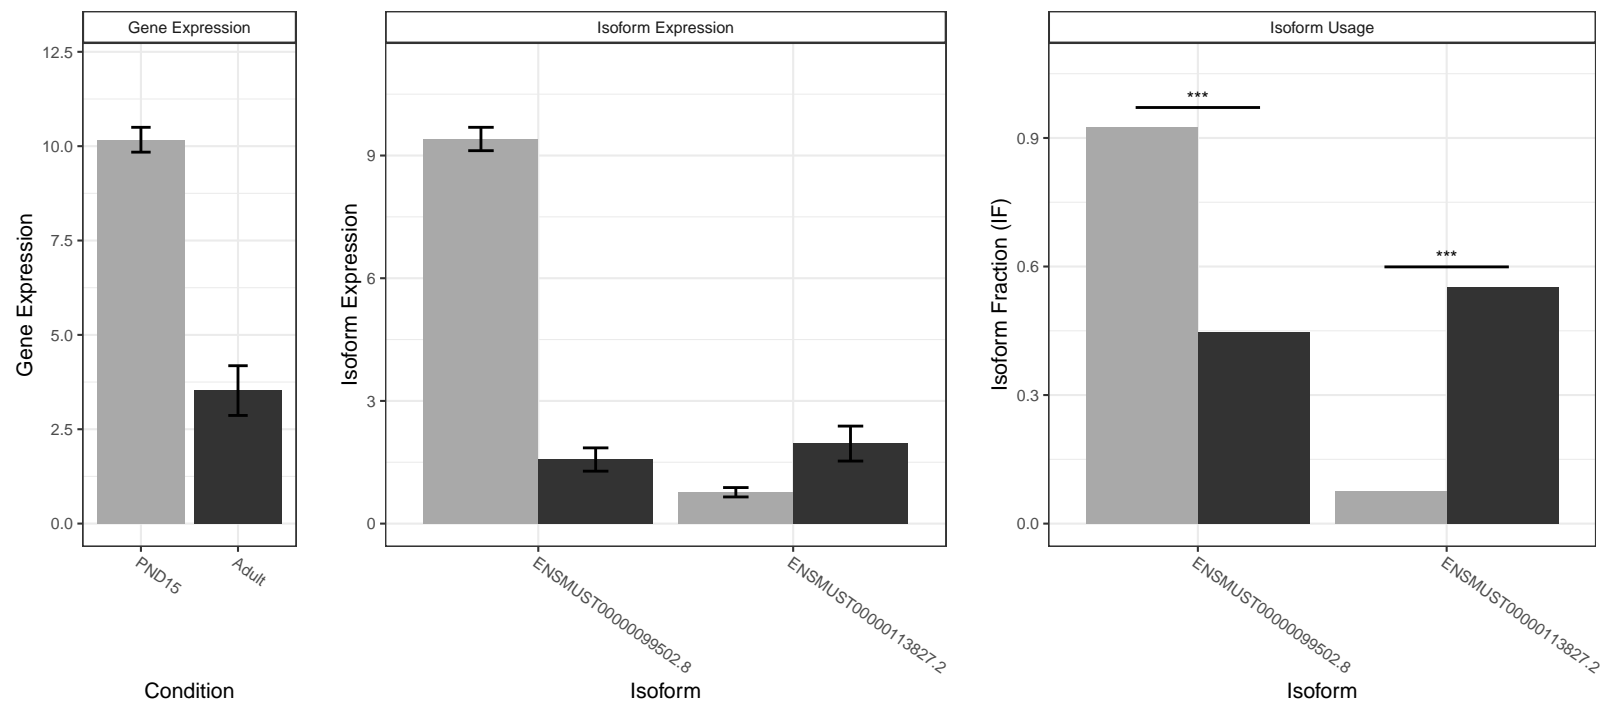 Gene Expression
Isoform Expression
Isoform Usage
Gene Expression
12.5
10.0
7.5
5.0
2.5
0.0
PND15
Adult
Condition
Isoform Expression
9
6
3
0
ENSMUST00000099502.8
ENSMUST00000113827.2
Isoform
Isoform Fraction (IF)
0.9
0.6
0.3
0.0
***
***
ENSMUST00000099502.8
ENSMUST00000113827.2
Isoform